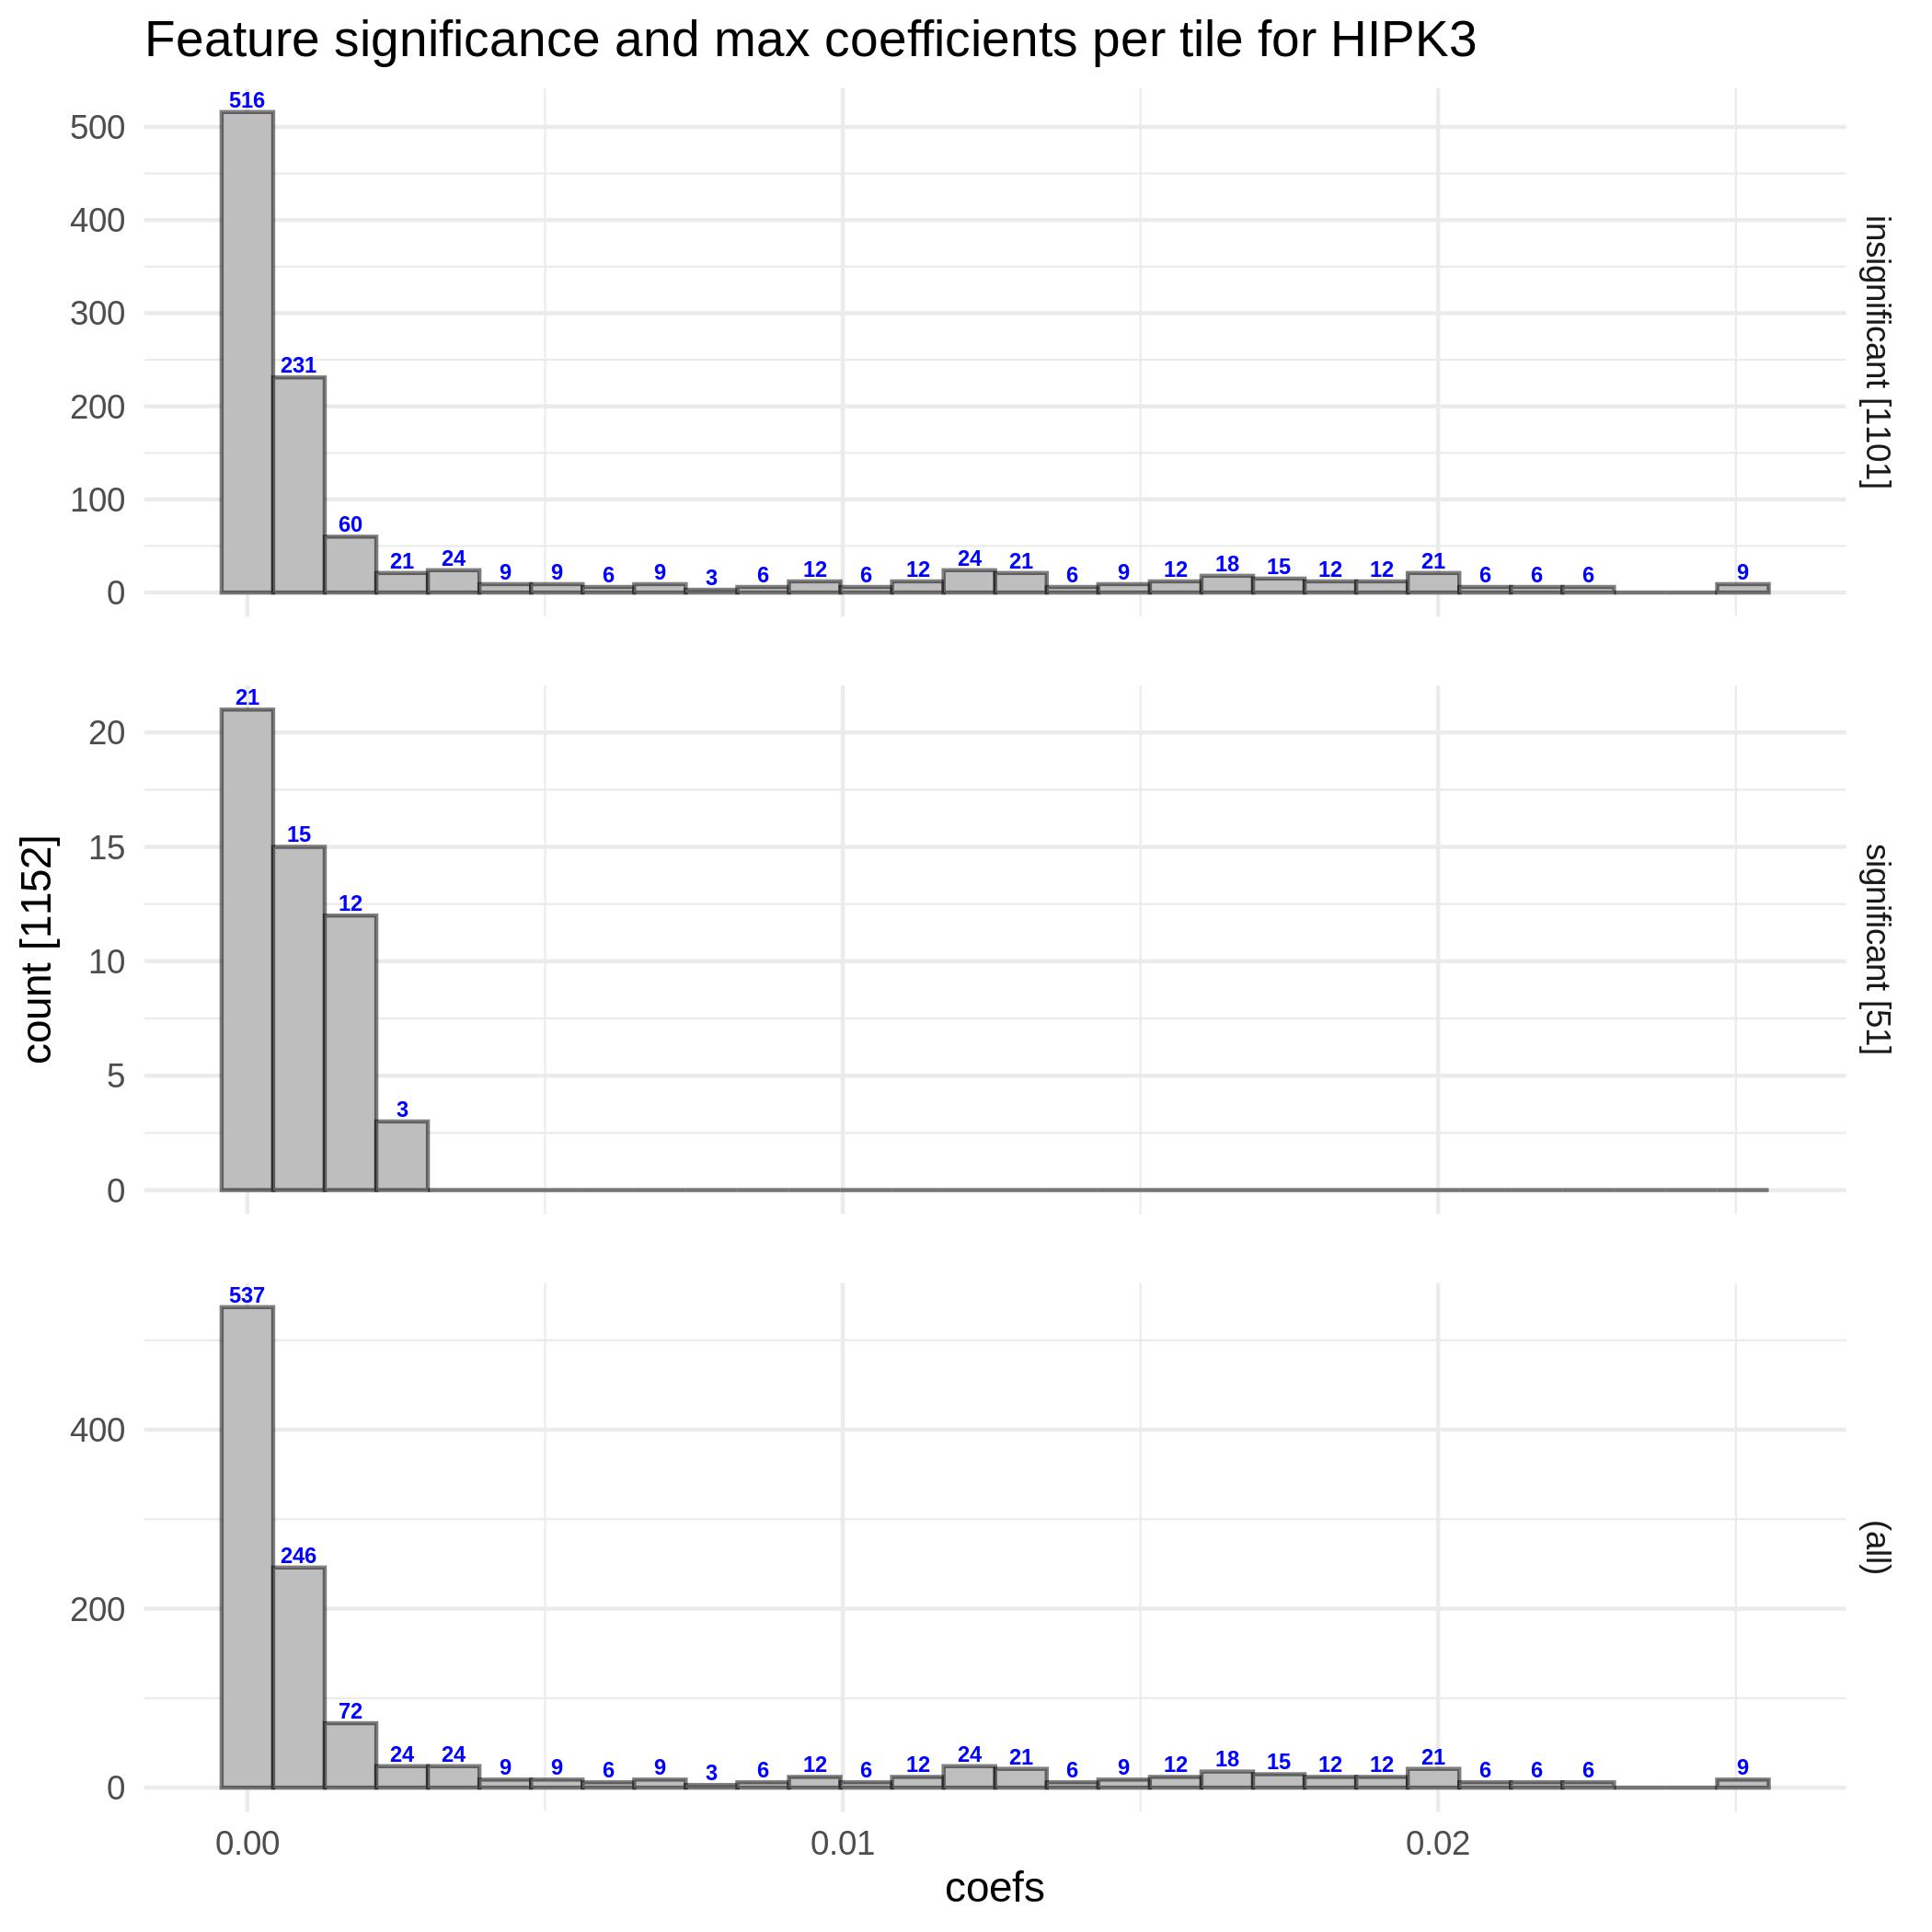 Feature significance and max coefficients per tile for HIPK3
516
500
400
300
231
200
100
60
21 24 9 9 6 9 3 6 12 6 12 24 21 6 9 12 18 15 12 12 21 6 6 6 9
0
insignificant [1101]
21
20
15
15
12
10
5
3
0
significant [51]
count [1152]
537
400
246
200
72
24 24 9 9 6 9 3 6 12 6 12 24 21 6 9 12 18 15 12 12 21 6 6 6 9
0
(all)
0.00 0.01 0.02
coefs